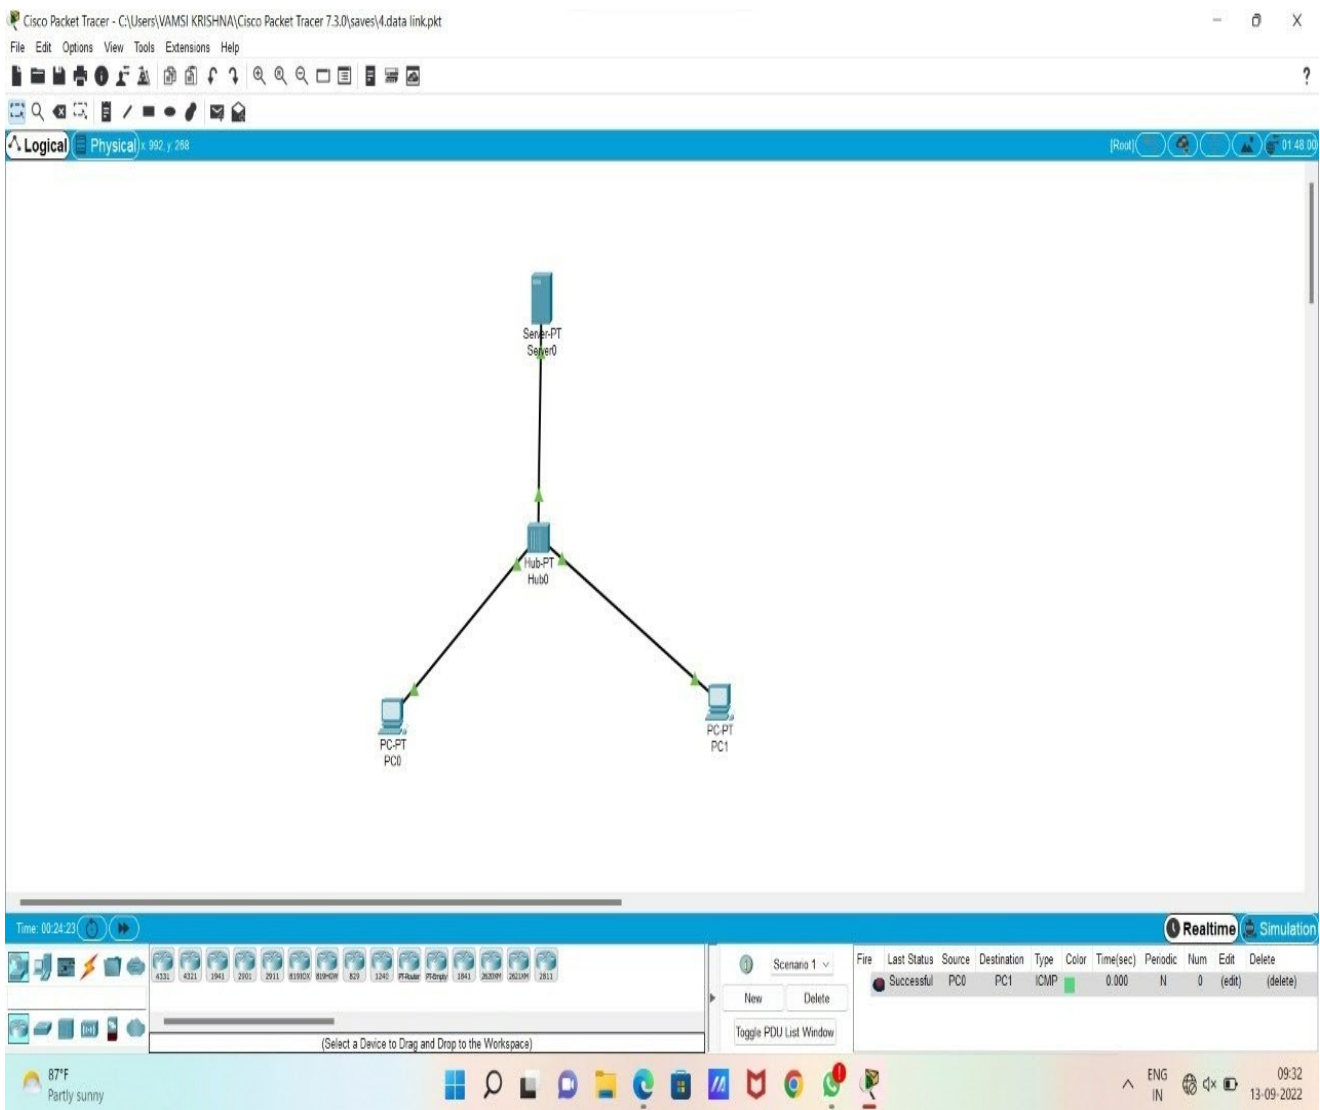 Cisco Packet Tracer - C:\Users\VAMSI KRISHNA\Cisco Packet Tracer 7.3.0\saves\4.data link.pkt
File Edit Options View Tools Extensions Help
?
Logical Physical x: 992, y: 268 [Root] 01:48:00
Server-PT
Server0
Hub-PT
Hub0
PC-PT
PC0
PC-PT
PC1
Time: 00:24:23 Realtime Simulation
4331 4321 1941 2901 2911 819IOX 819HGW 829 1240 PT-Router PT-Empty 1841 2620XM 2621XM 2811
(Select a Device to Drag and Drop to the Workspace)
Scenario 1
New Delete
Toggle PDU List Window
Fire Last Status Source Destination Type Color Time(sec) Periodic Num Edit Delete
Successful PC0 PC1 ICMP 0.000 N 0 (edit) (delete)
87°F
Partly sunny
ENG
IN
09:32
13-09-2022